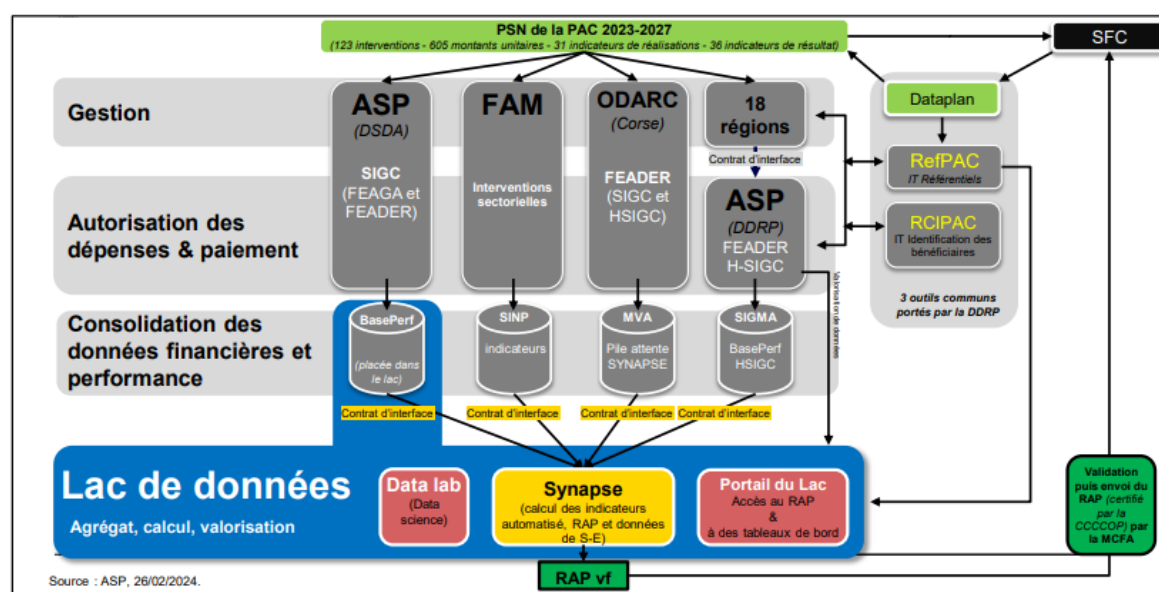 PSN de la PAC 2023-2027
(123 interventions - 605 montants unitaires - 31 indicateurs de réalisations - 36 indicateurs de résultat)
SFC
Gestion
ASP
(DSDA)
SIGC
(FEAGA et
FEADER)
FAM
Interventions
sectorielles
ODARC
(Corse)
FEADER
(SIGC et
HSIGC)
18
régions
Contrat d'interface
ASP
(DDRP)
FEADER
H-SIGC
Dataplan
RefPAC
IT Référentiels
RCIPAC
IT Identification des
bénéficiaires
3 outils communs
portés par la DDRP
Autorisation des
dépenses & paiement
Valorisation de données
Consolidation des
données financières et
performance
BasePerf
(placée dans
le lac)
SINP
indicateurs
MVA
Pile attente
SYNAPSE
SIGMA
BasePerf
HSIGC
Contrat d'interface
Contrat d'interface
Contrat d'interface
Contrat d'interface
Lac de données
Agrégat, calcul, valorisation
Data lab
(Data
science)
Synapse
(calcul des indicateurs
automatisé, RAP et données
de S-E)
Portail du Lac
Accès au RAP
&
à des tableaux de bord
Validation
puis envoi du
RAP (certifié
par la
CCCCOP) par
la MCFA
RAP vf
Source : ASP, 26/02/2024.